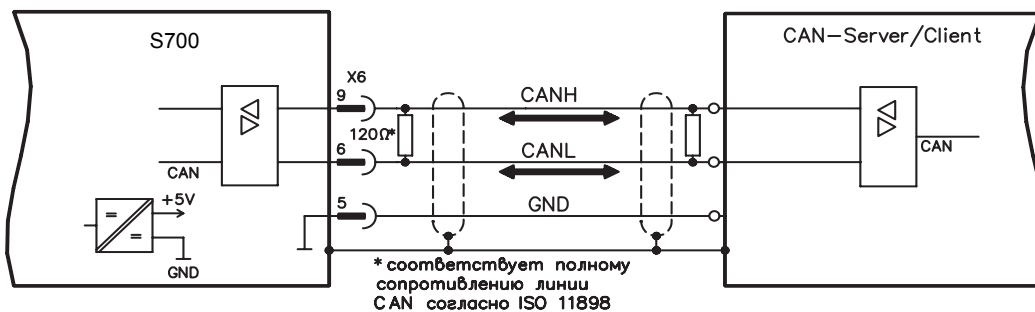 S700
CAN-Server/Client
X6
9
CANH
120Ω*
6
CANL
CAN
CAN
+5V
5
GND
GND
* соответствует полному
сопротивлению линии
CAN согласно ISO 11898